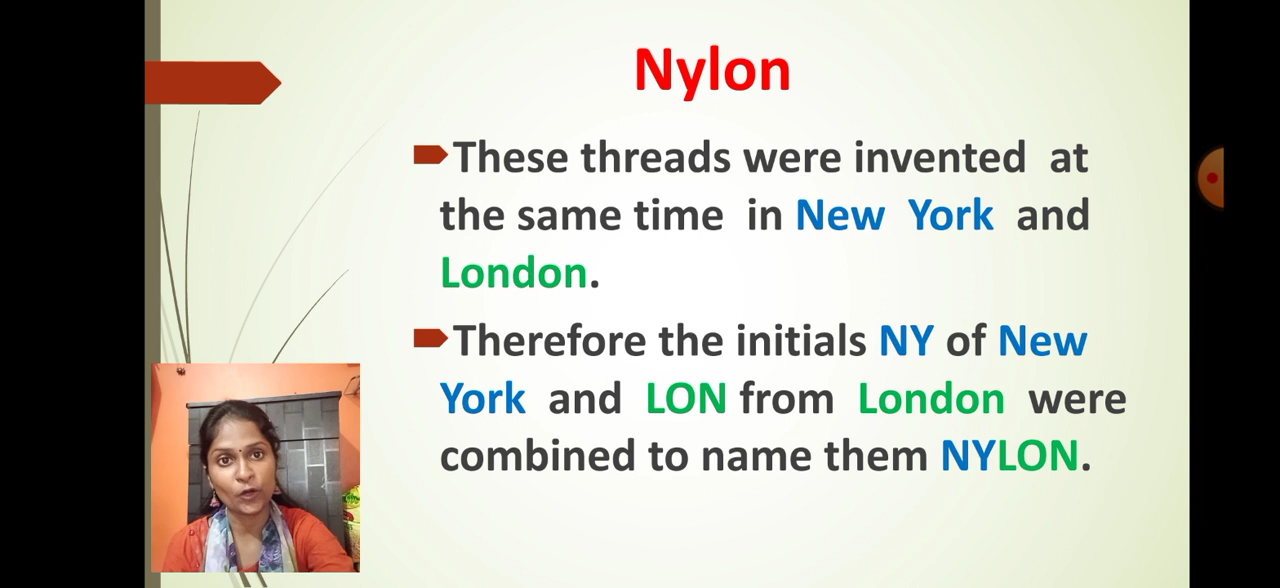 Nylon
These threads were invented at
the same time in New York and
London.
Therefore the initials NY of New
York and LON from London were
combined to name them NYLON.